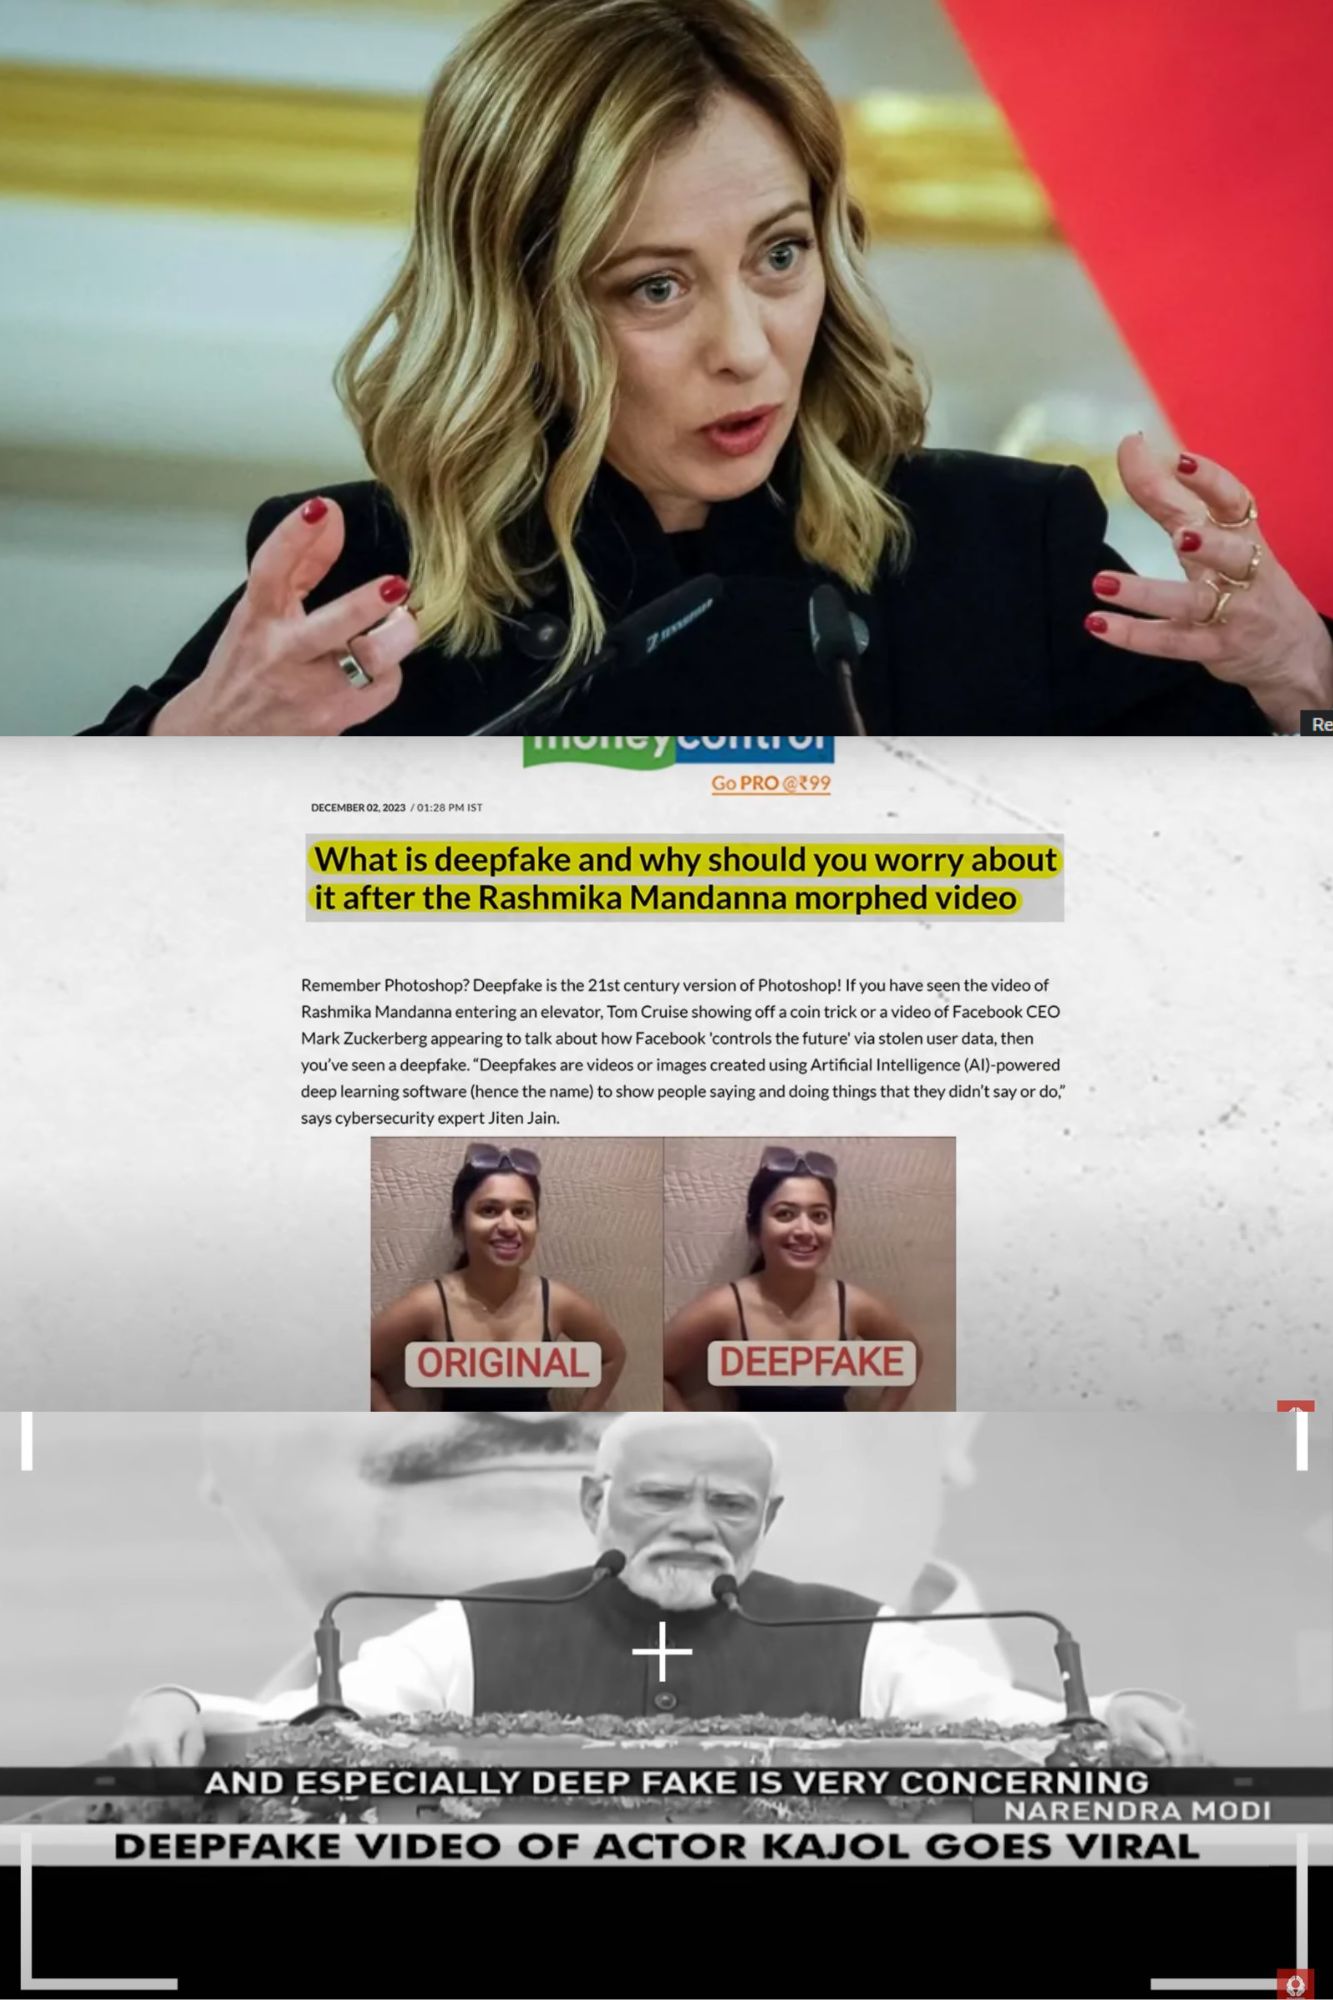 SENNHEISER
Re
moneycontrol
Go PRO @₹99
DECEMBER 02, 2023 / 01:28 PM IST
What is deepfake and why should you worry about
it after the Rashmika Mandanna morphed video
Remember Photoshop? Deepfake is the 21st century version of Photoshop! If you have seen the video of
Rashmika Mandanna entering an elevator, Tom Cruise showing off a coin trick or a video of Facebook CEO
Mark Zuckerberg appearing to talk about how Facebook 'controls the future' via stolen user data, then
you've seen a deepfake. “Deepfakes are videos or images created using Artificial Intelligence (AI)-powered
deep learning software (hence the name) to show people saying and doing things that they didn't say or do,”
says cybersecurity expert Jiten Jain.
ORIGINAL
DEEPFAKE
AND ESPECIALLY DEEP FAKE IS VERY CONCERNING
NARENDRA MODI
DEEPFAKE VIDEO OF ACTOR KAJOL GOES VIRAL